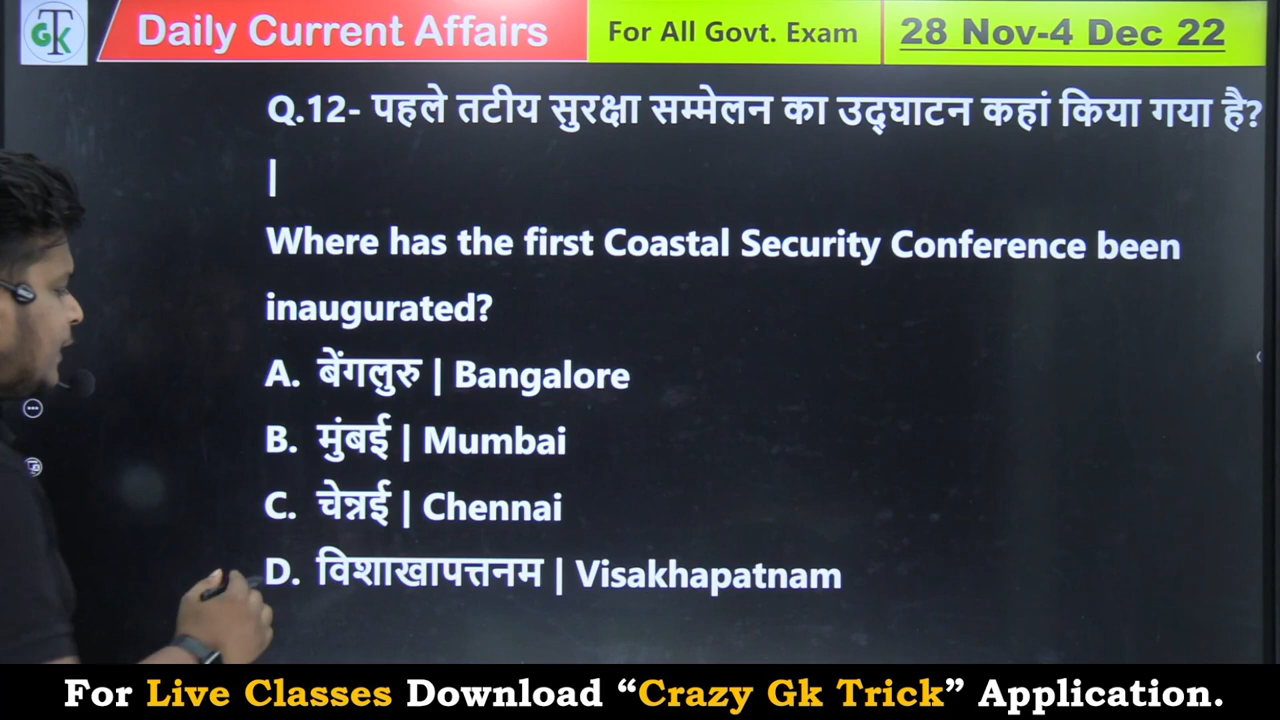 GTK
Daily Current Affairs
For All Govt. Exam
28 Nov-4 Dec 22
Q.12- पहले तटीय सुरक्षा सम्मेलन का उद्घाटन कहां किया गया है?
|
Where has the first Coastal Security Conference been
inaugurated?
A. बेंगलुरु | Bangalore
B. मुंबई | Mumbai
C. चेन्नई | Chennai
D. विशाखापत्तनम | Visakhapatnam
For Live Classes Download “Crazy Gk Trick” Application.